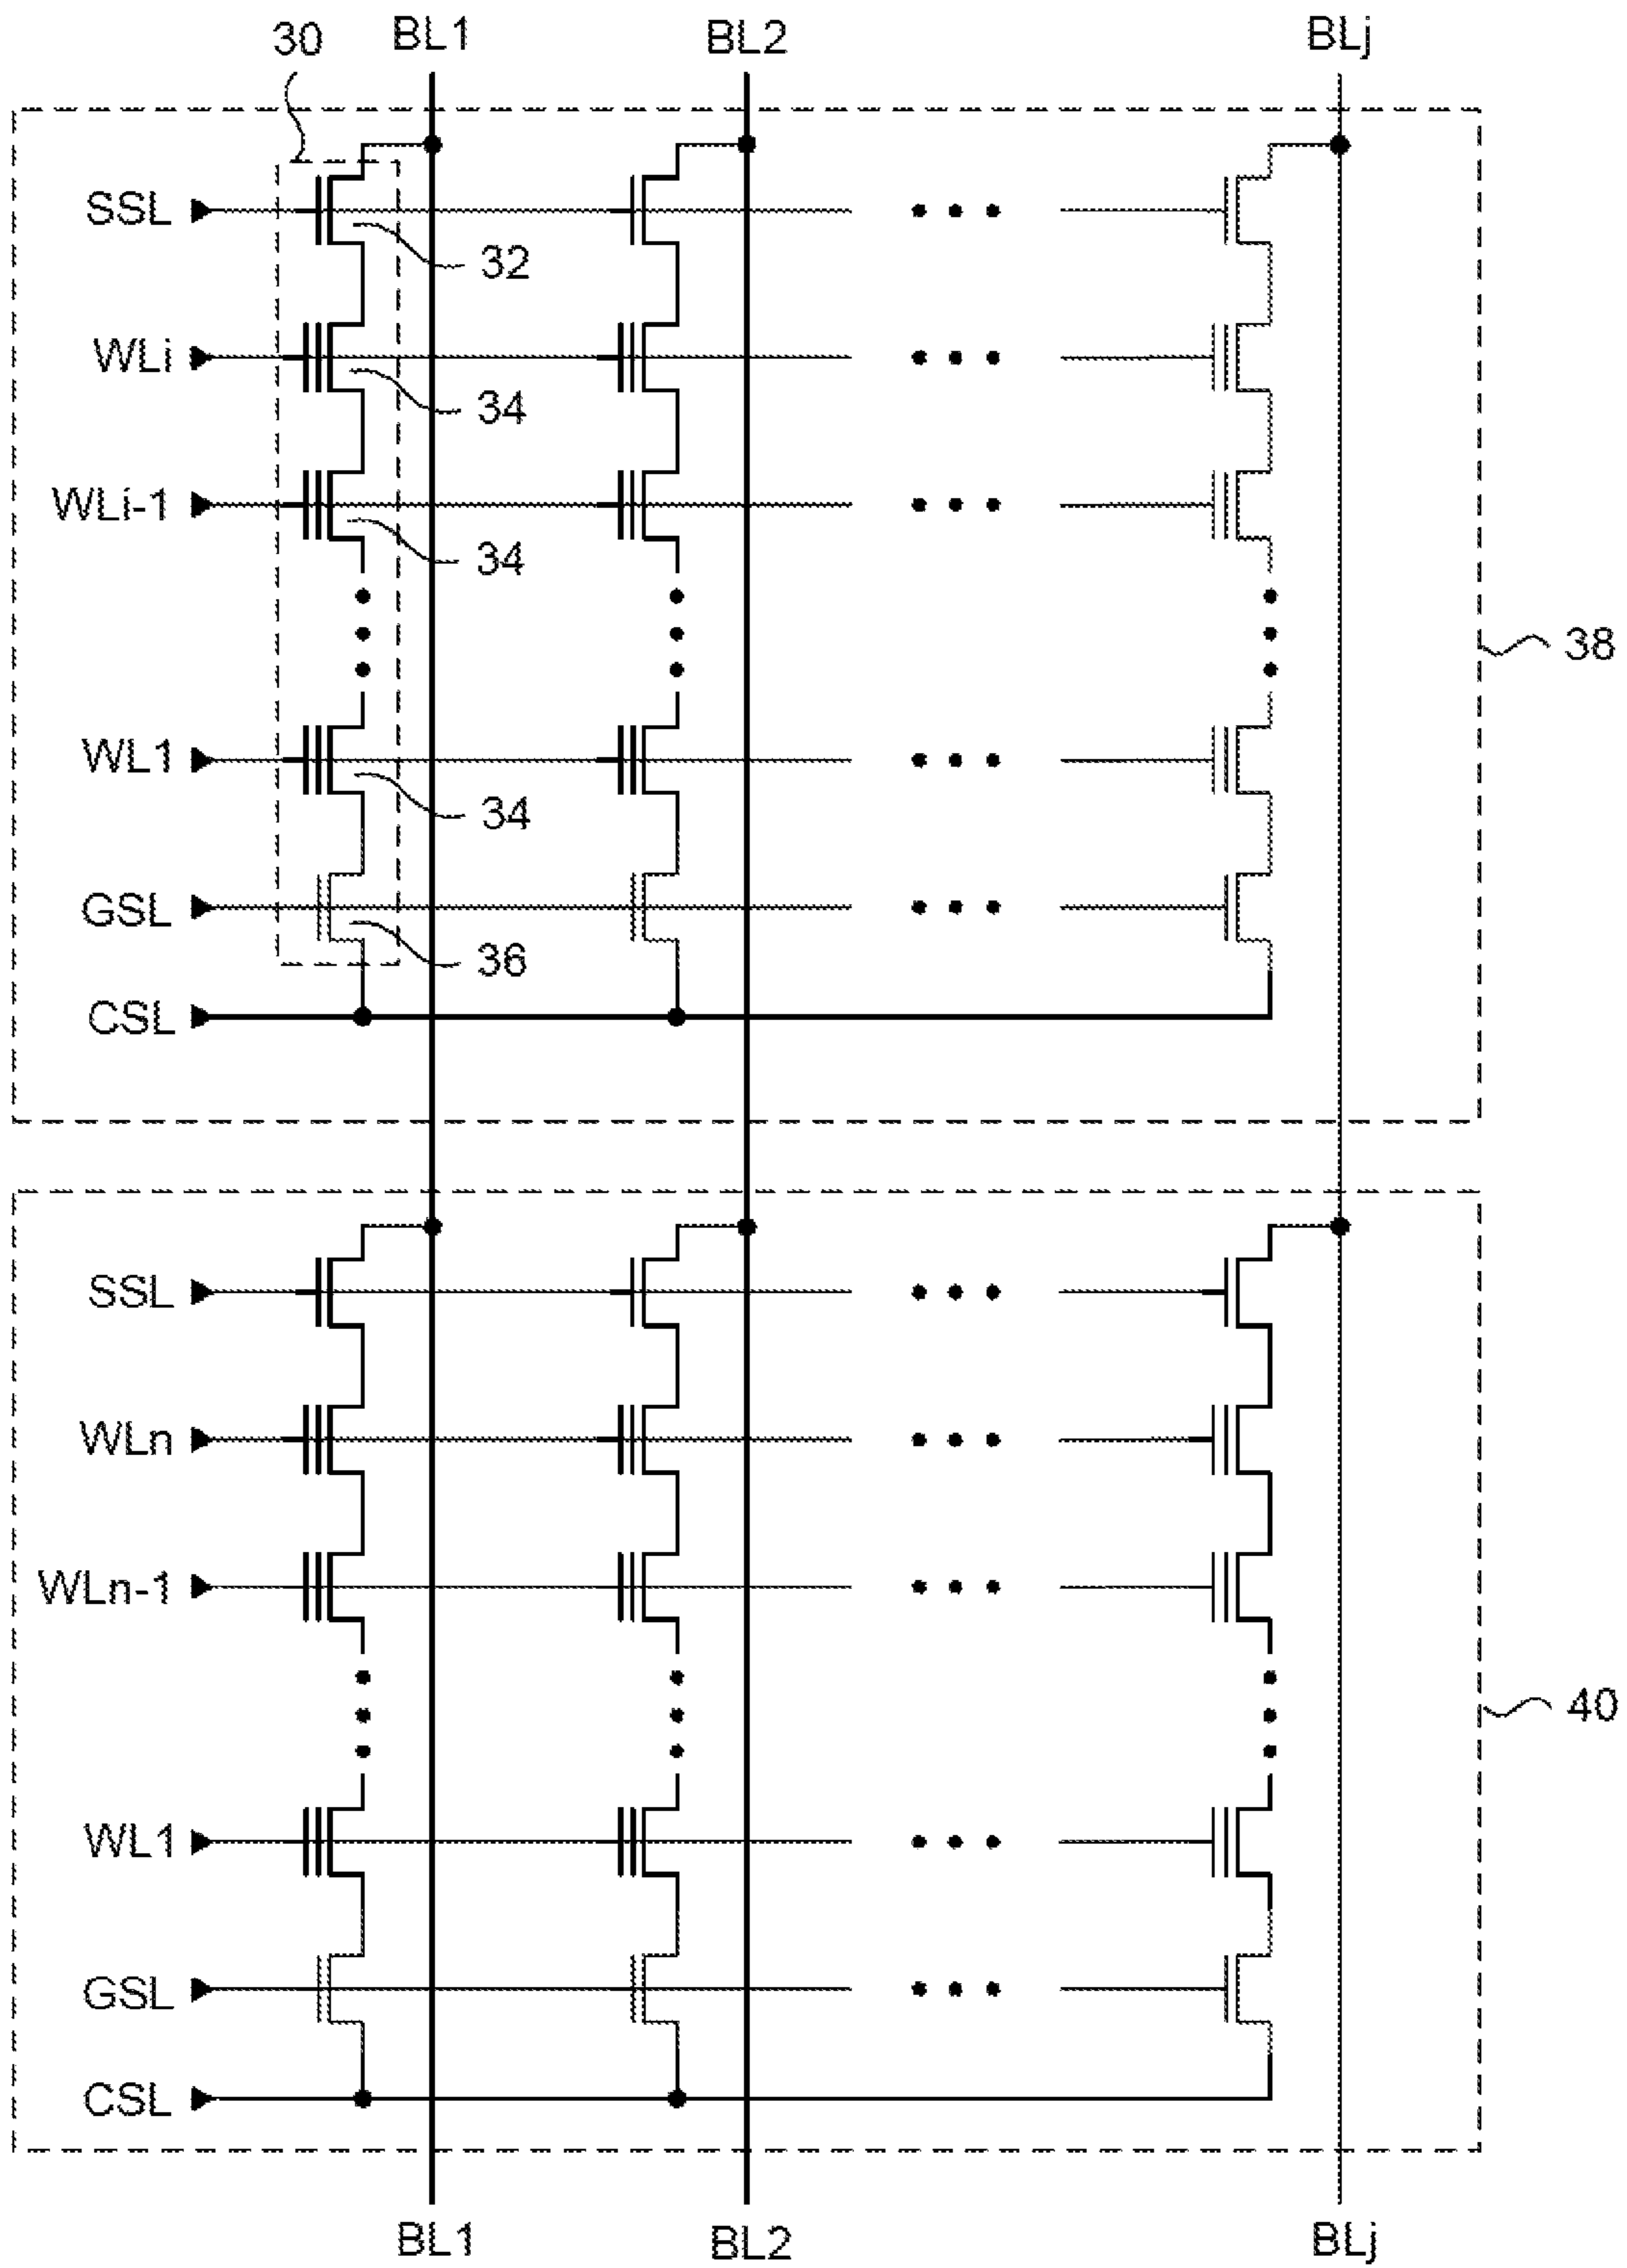 30 BL1 BL2 BLj
SSL
32
WLi
34
WLi-1
34
38
WL1
34
GSL
36
CSL
SSL
WLn
WLn-1
40
WL1
GSL
CSL
BL1 BL2 BLj